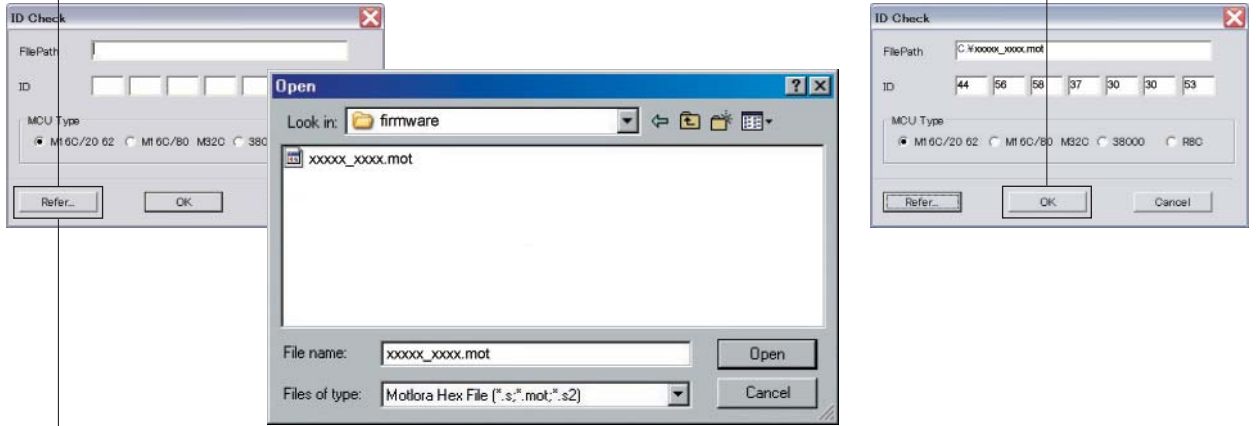 ID Check
FilePath
ID
MCU Type
M16C/20 62 M16C/80 M32C 380
Refer... OK
Open
Look in: firmware
xxxxx_xxxx.mot
File name: xxxxx_xxxx.mot Open
Files of type: Motlora Hex File (*.s;*.mot;*.s2) Cancel
ID Check
FilePath C:¥xxxxx_xxxx.mot
ID 44 56 58 37 30 30 53
MCU Type
M16C/20 62 M16C/80 M32C 38000 R8C
Refer... OK Cancel